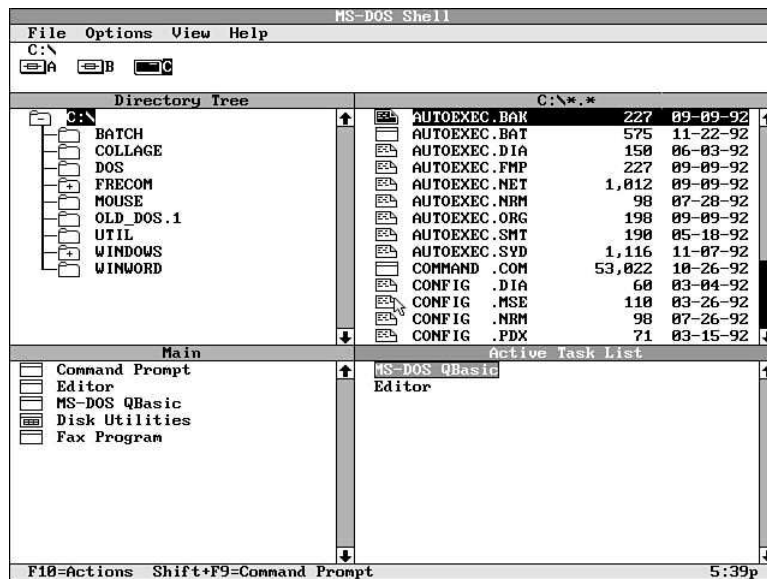 MS-DOS Shell
File Options View Help
C:\
A B C
Directory Tree
C:\
BATCH
COLLAGE
DOS
FRECOM
MOUSE
OLD_DOS.1
UTIL
WINDOWS
WINWORD
C:\*.*
AUTOEXEC.BAK 227 09-09-92
AUTOEXEC.BAT 575 11-22-92
AUTOEXEC.DIA 150 06-03-92
AUTOEXEC.FMP 227 09-09-92
AUTOEXEC.NET 1,012 09-09-92
AUTOEXEC.NRM 98 07-28-92
AUTOEXEC.ORG 198 09-09-92
AUTOEXEC.SMT 190 05-18-92
AUTOEXEC.SYD 1,116 11-07-92
COMMAND .COM 53,022 10-26-92
CONFIG .DIA 60 03-04-92
CONFIG .MSE 110 03-26-92
CONFIG .NRM 98 07-26-92
CONFIG .PDX 71 03-15-92
Main
Command Prompt
Editor
MS-DOS QBasic
Disk Utilities
Fax Program
Active Task List
MS-DOS QBasic
Editor
F10=Actions Shift+F9=Command Prompt 5:39p